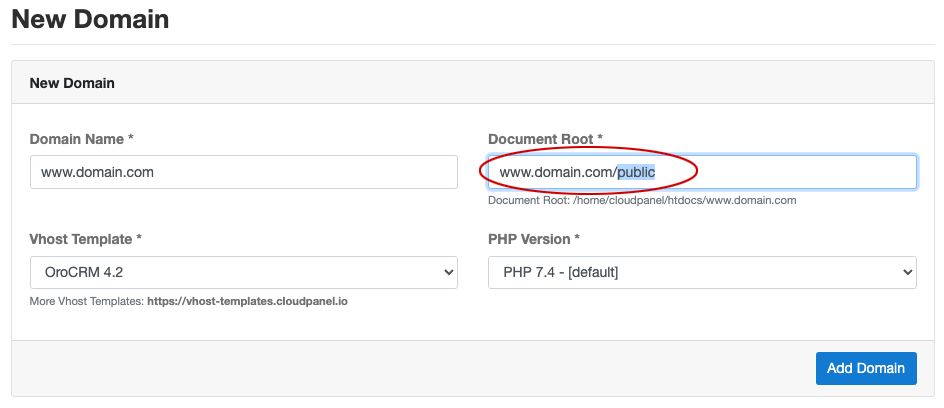 New Domain
New Domain
Domain Name *
Document Root *
www.domain.com
www.domain.com/public
Document Root: /home/cloudpanel/htdocs/www.domain.com
Vhost Template *
PHP Version *
OroCRM 4.2
PHP 7.4 - [default]
More Vhost Templates: https://vhost-templates.cloudpanel.io
Add Domain